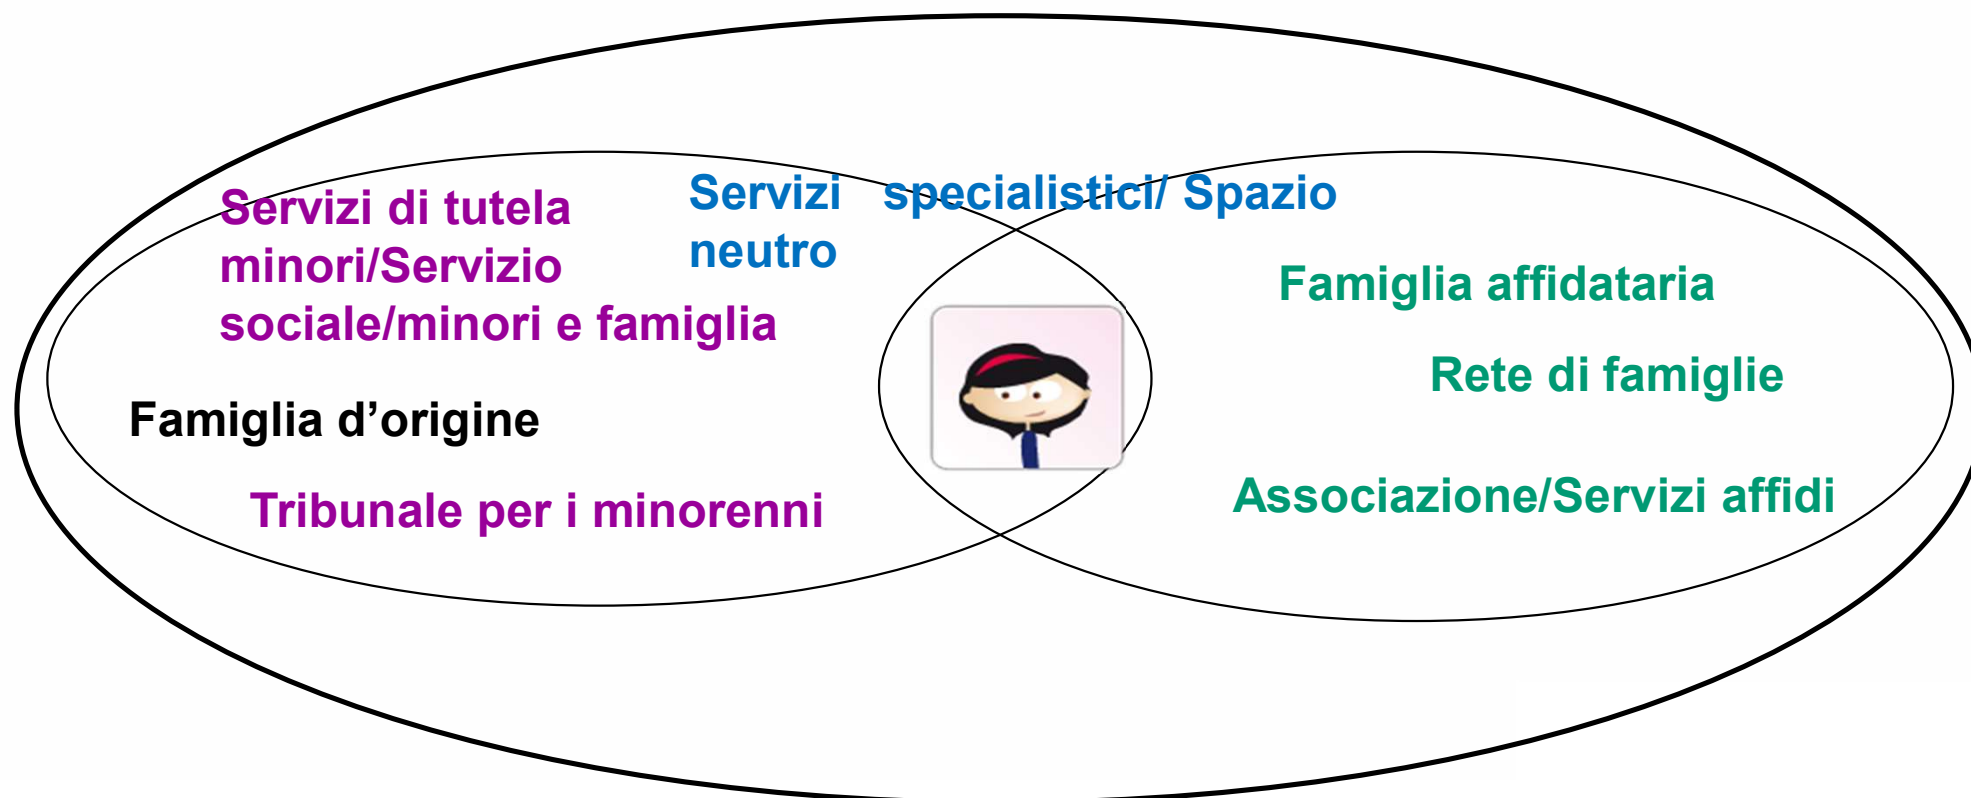 Servizi di tutela
minori/Servizio
sociale/minori e famiglia
Servizi specialistici/ Spazio
neutro
Famiglia d’origine
Tribunale per i minorenni
Famiglia affidataria
Rete di famiglie
Associazione/Servizi affidi